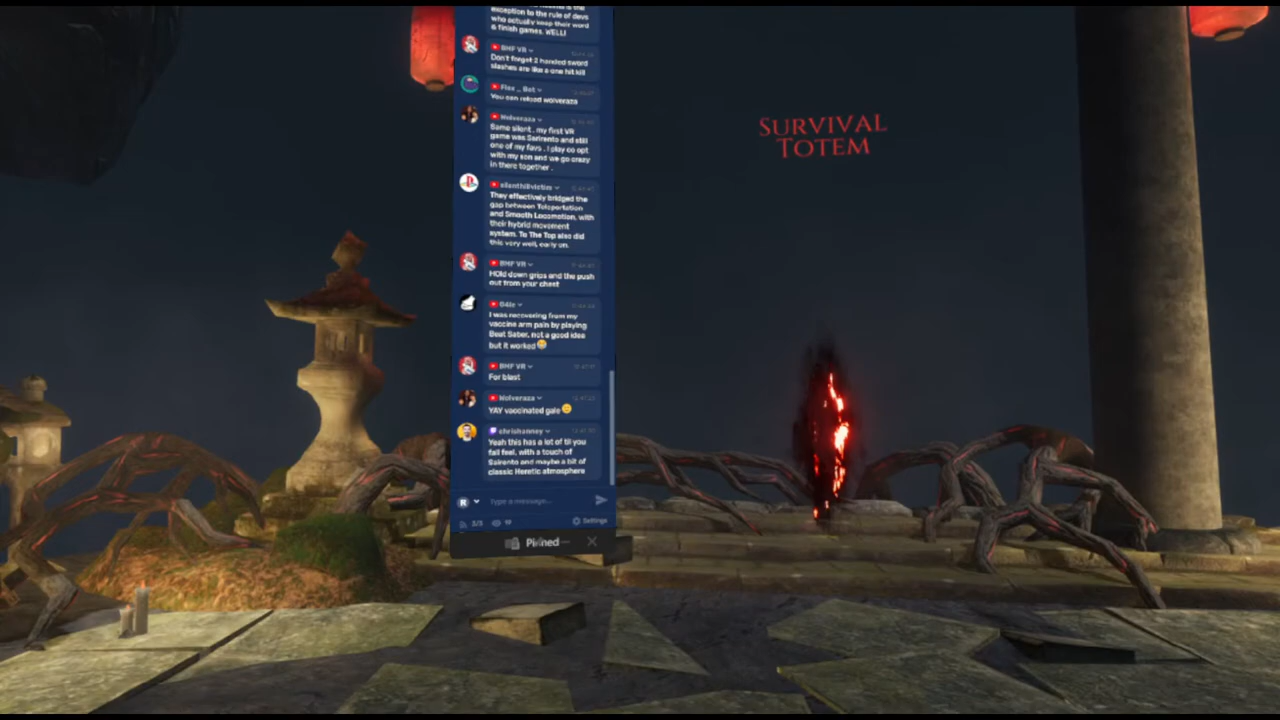 exception to the rule of devs
who actually keep their word
& finish games. WELL!
BMF VR
Don't forget 2 handed sword
slashes are like a one hit kill
Flex _ Bot
You can reload wolveraza
Wolveraza
Same silent . my first VR
game was Sarirento and still
one of my favs . I play co opt
with my son and we go crazy
in there together .
silenthillvictim
They effectively bridged the
gap between Teleportation
and Smooth Locomotion, with
their hybrid movement
system. To The Top also did
this very well, early on.
BMF VR
HOld down grips and the push
out from your chest
I was recovering from my
vaccine arm pain by playing
Beat Saber, not a good idea
but it worked
BMF VR
For blast
Wolveraza
YAY vaccinated gale
chrishanney
Yeah this has a lot of til you
fall feel, with a touch of
Sairento and maybe a bit of
classic Heretic atmosphere
R
Type a message...
3/3
Settings
Pinned
SURVIVAL
TOTEM